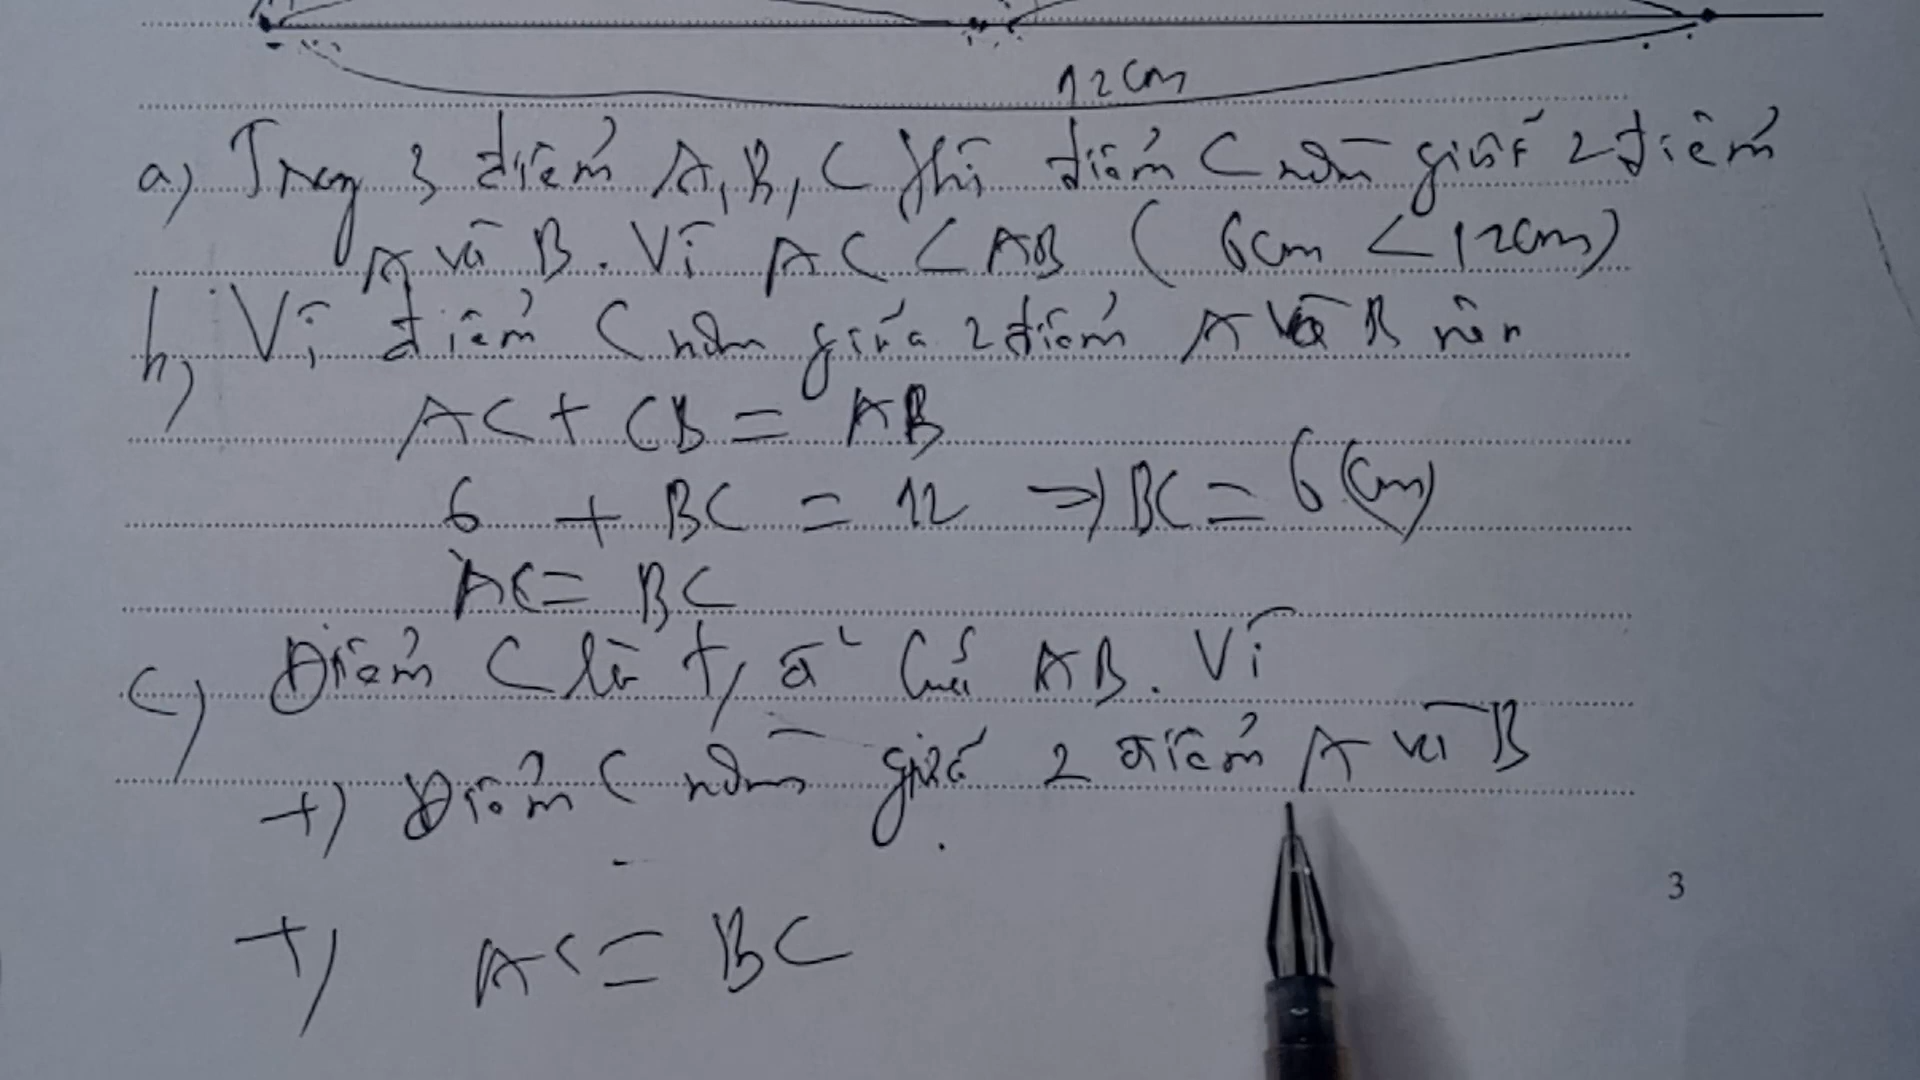 12cm
a) Trong 3 điểm A, B, C thì điểm C nằm giữa 2 điểm
A và B. Vì AC < AB ( 6cm < 12cm)
b) Vì điểm C nằm giữa 2 điểm A và B nên
AC + CB = AB
6 + BC = 12 => BC = 6 (cm)
AC = BC
c) Điểm C là t/đ của AB. Vì
+) Điểm C nằm giữa 2 điểm A và B
+) AC = BC
3